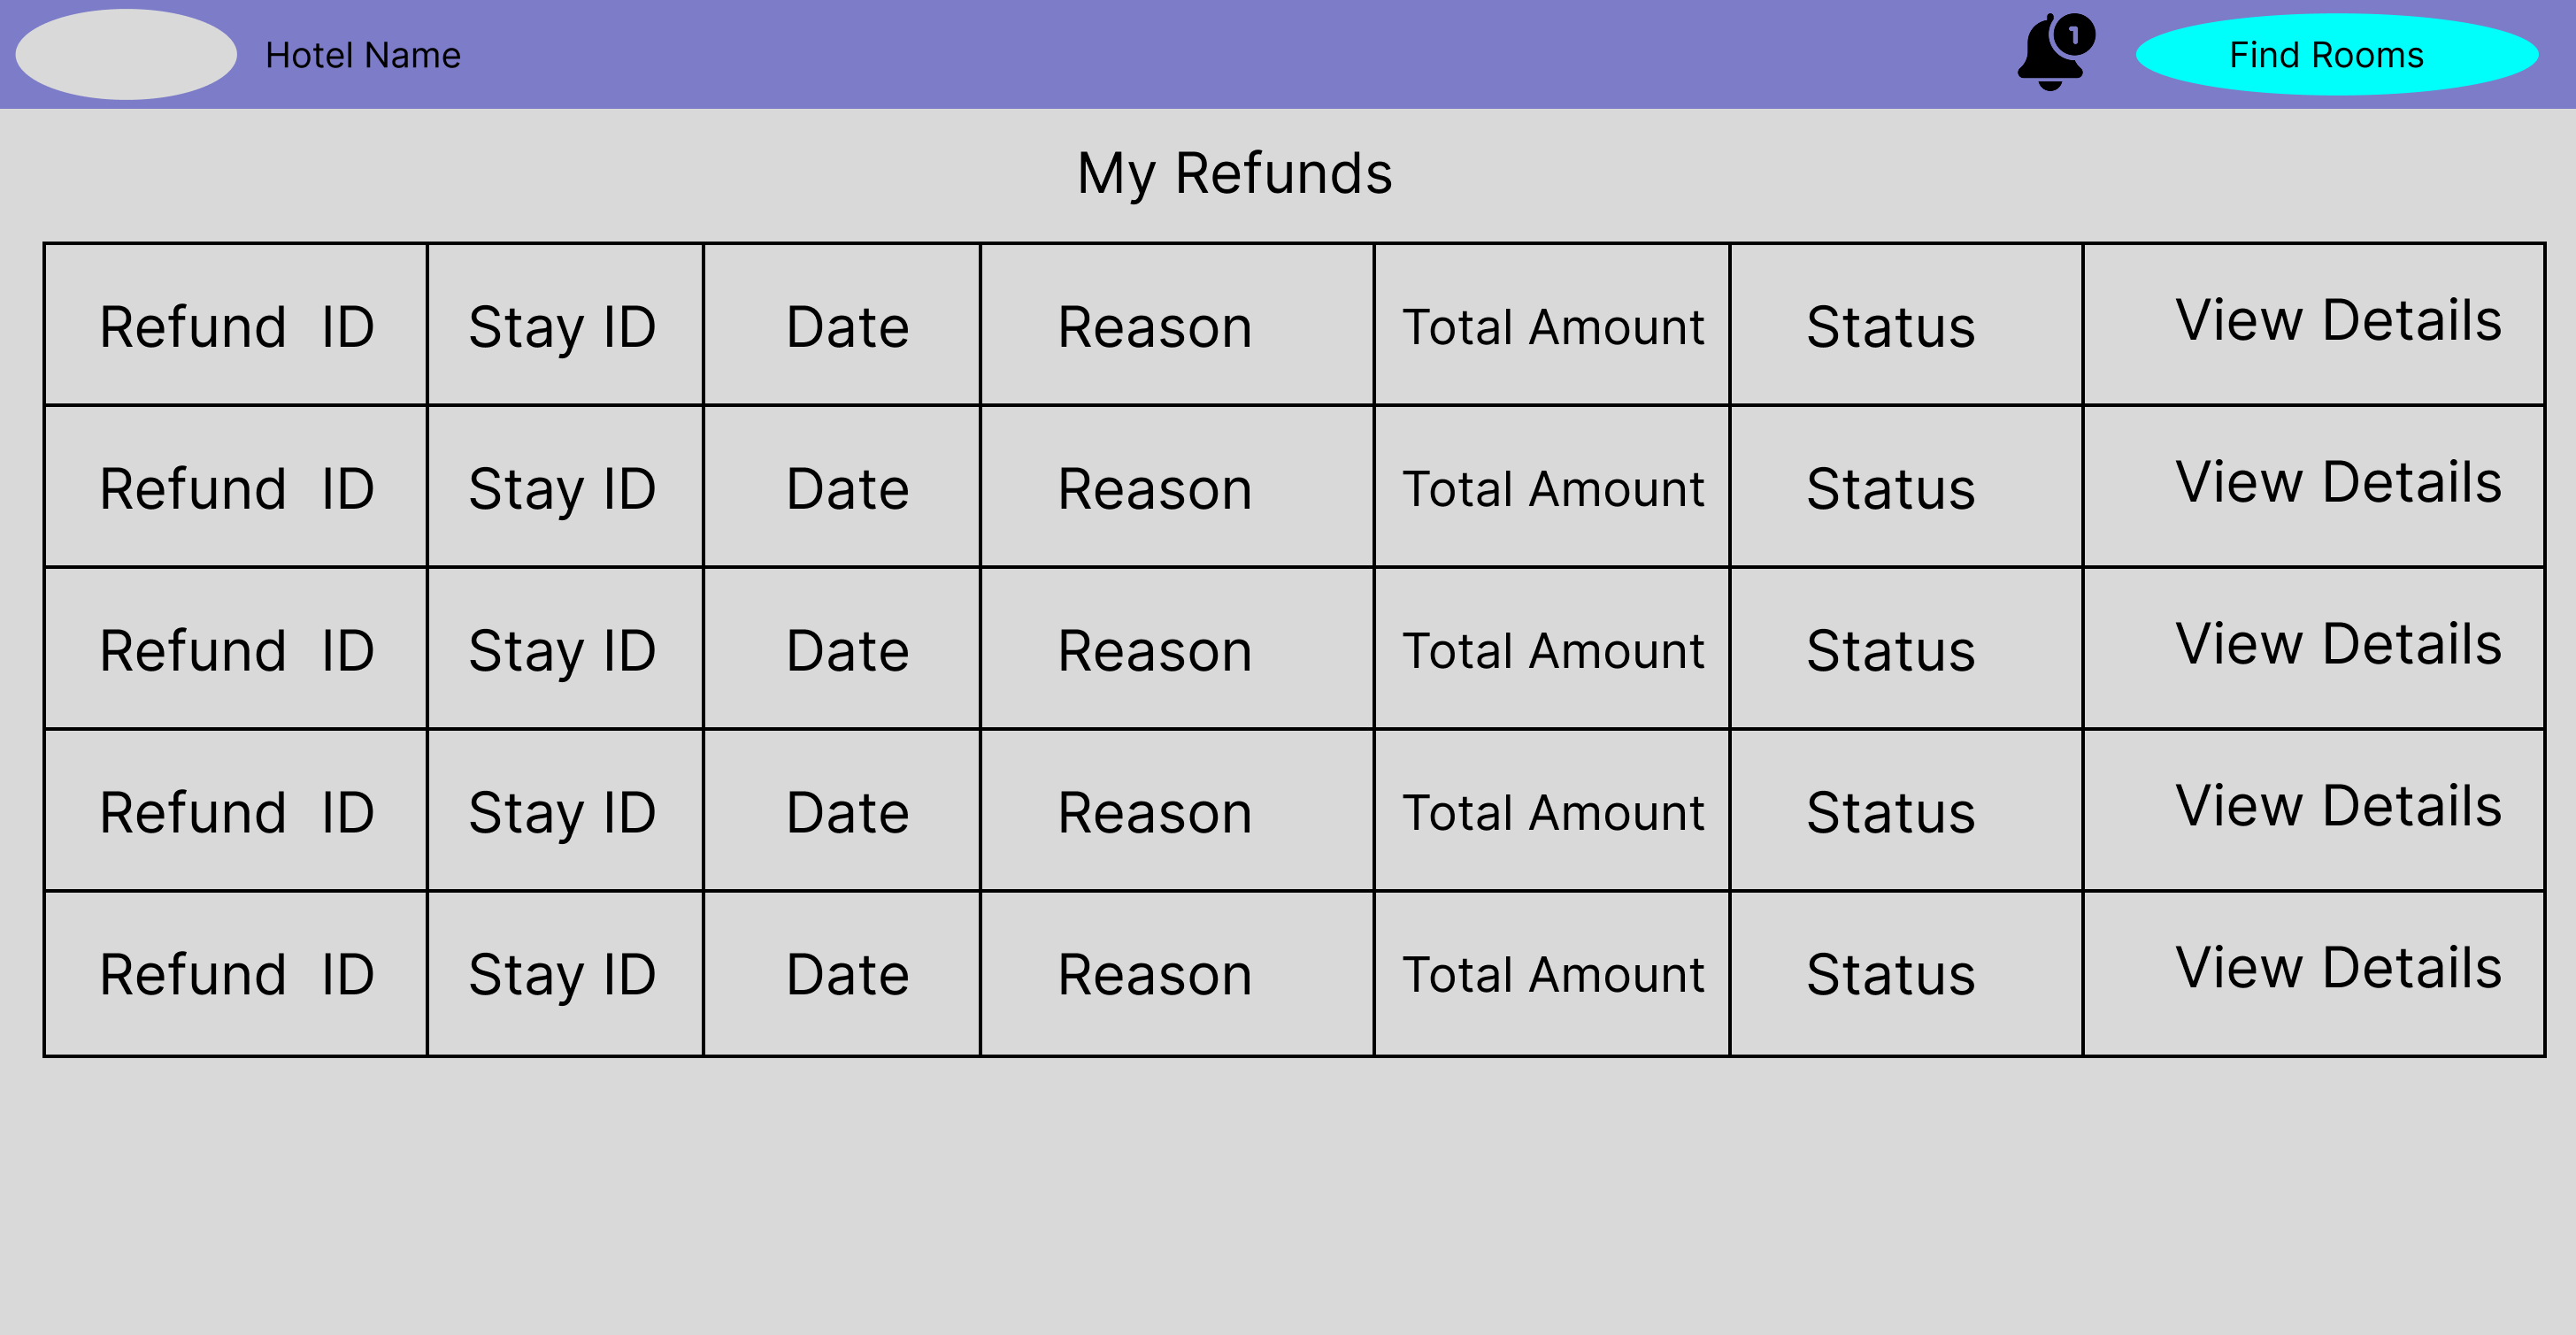 Hotel Name
1
Find Rooms
My Refunds
Refund  ID Stay ID Date Reason Total Amount Status View Details
Refund  ID Stay ID Date Reason Total Amount Status View Details
Refund  ID Stay ID Date Reason Total Amount Status View Details
Refund  ID Stay ID Date Reason Total Amount Status View Details
Refund  ID Stay ID Date Reason Total Amount Status View Details